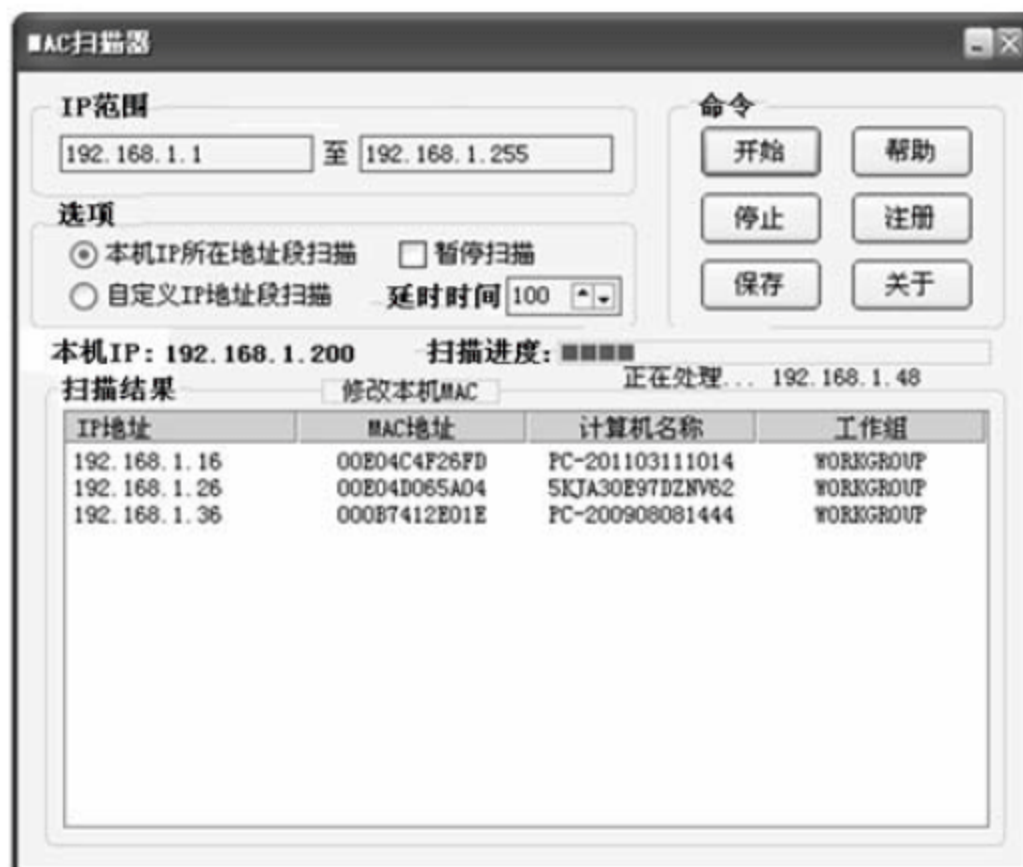 MAC扫描器
IP范围
192.168.1.1 至 192.168.1.255
命令
开始 帮助
选项
停止 注册
本机IP所在地址段扫描 暂停扫描
自定义IP地址段扫描 延时时间 100
保存 关于
本机IP: 192.168.1.200 扫描进度:
正在处理... 192.168.1.48
扫描结果 修改本机MAC
IP地址 MAC地址 计算机名称 工作组
192.168.1.16 00E04C4F26FD PC-201103111014 WORKGROUP
192.168.1.26 00E04D065A04 5KJA30E97DZNV62 WORKGROUP
192.168.1.36 000B7412E01E PC-200908081444 WORKGROUP